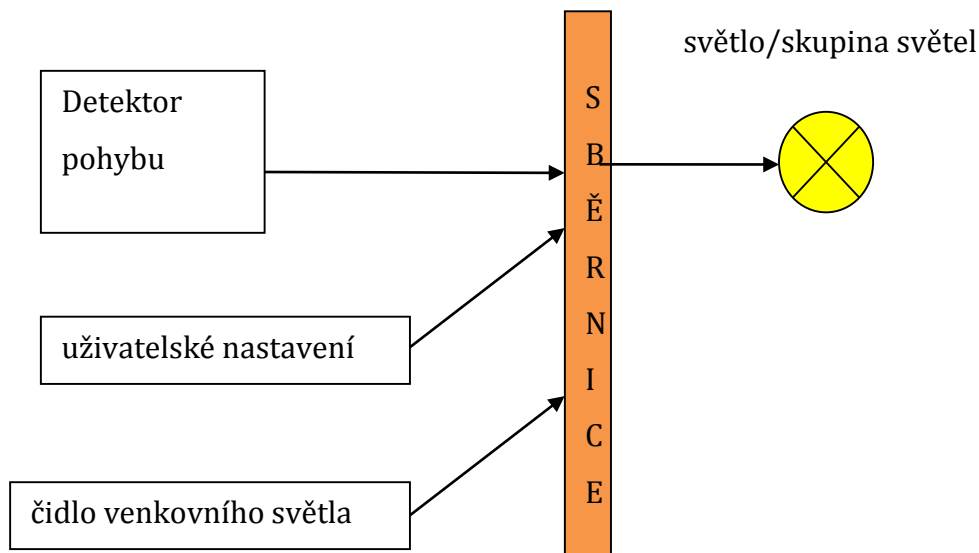 světlo/skupina světel
Detektor
pohybu
S
B
Ě
R
N
I
C
E
uživatelské nastavení
čidlo venkovního světla